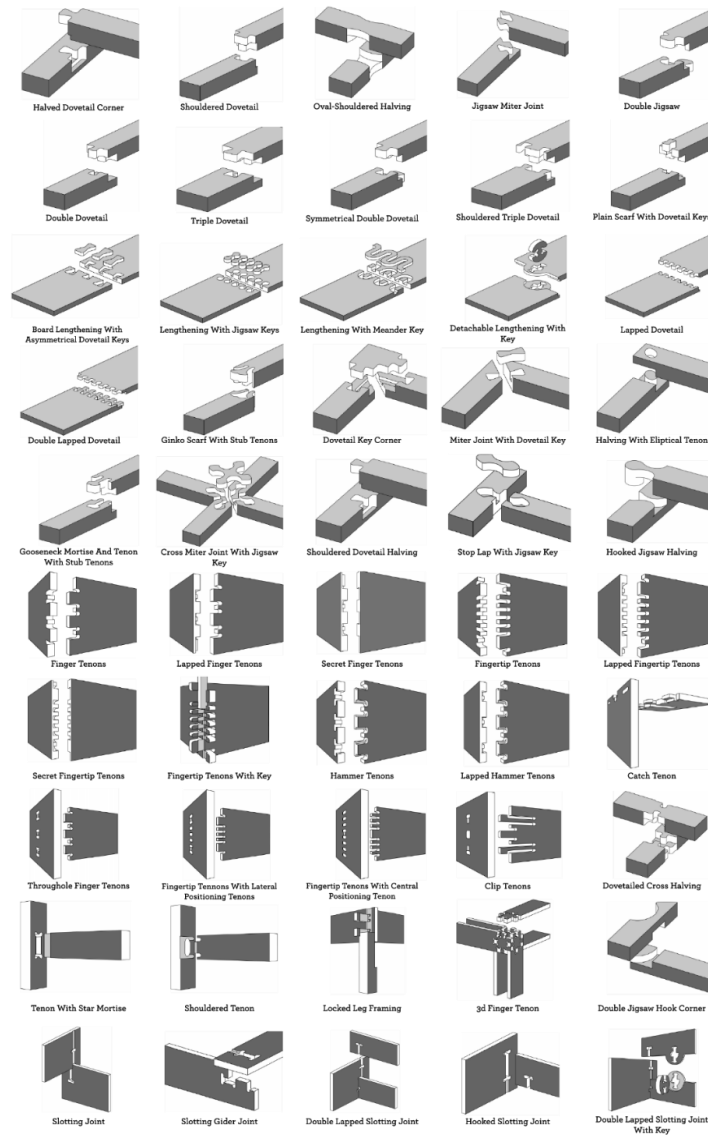 Halved Dovetail Corner
Shouldered Dovetail
Oval-Shouldered Halving
Jigsaw Miter Joint
Double Jigsaw
Double Dovetail
Triple Dovetail
Symmetrical Double Dovetail
Shouldered Triple Dovetail
Plain Scarf With Dovetail Keys
Board Lengthening With
Asymmetrical Dovetail Keys
Lengthening With Jigsaw Keys
Lengthening With Meander Key
Detachable Lengthening With
Key
Lapped Dovetail
Double Lapped Dovetail
Ginko Scarf With Stub Tenons
Dovetail Key Corner
Miter Joint With Dovetail Key
Halving With Eliptical Tenon
Gooseneck Mortise And Tenon
With Stub Tenons
Cross Miter Joint With Jigsaw
Key
Shouldered Dovetail Halving
Stop Lap With Jigsaw Key
Hooked Jigsaw Halving
Finger Tenons
Lapped Finger Tenons
Secret Finger Tenons
Fingertip Tenons
Lapped Fingertip Tenons
Secret Fingertip Tenons
Fingertip Tenons With Key
Hammer Tenons
Lapped Hammer Tenons
Catch Tenon
Throughole Finger Tenons
Fingertip Tennons With Lateral
Positioning Tenons
Fingertip Tenons With Central
Positioning Tenon
Clip Tenons
Dovetailed Cross Halving
Tenon With Star Mortise
Shouldered Tenon
Locked Leg Framing
3d Finger Tenon
Double Jigsaw Hook Corner
Slotting Joint
Slotting Gider Joint
Double Lapped Slotting Joint
Hooked Slotting Joint
Double Lapped Slotting Joint
With Key